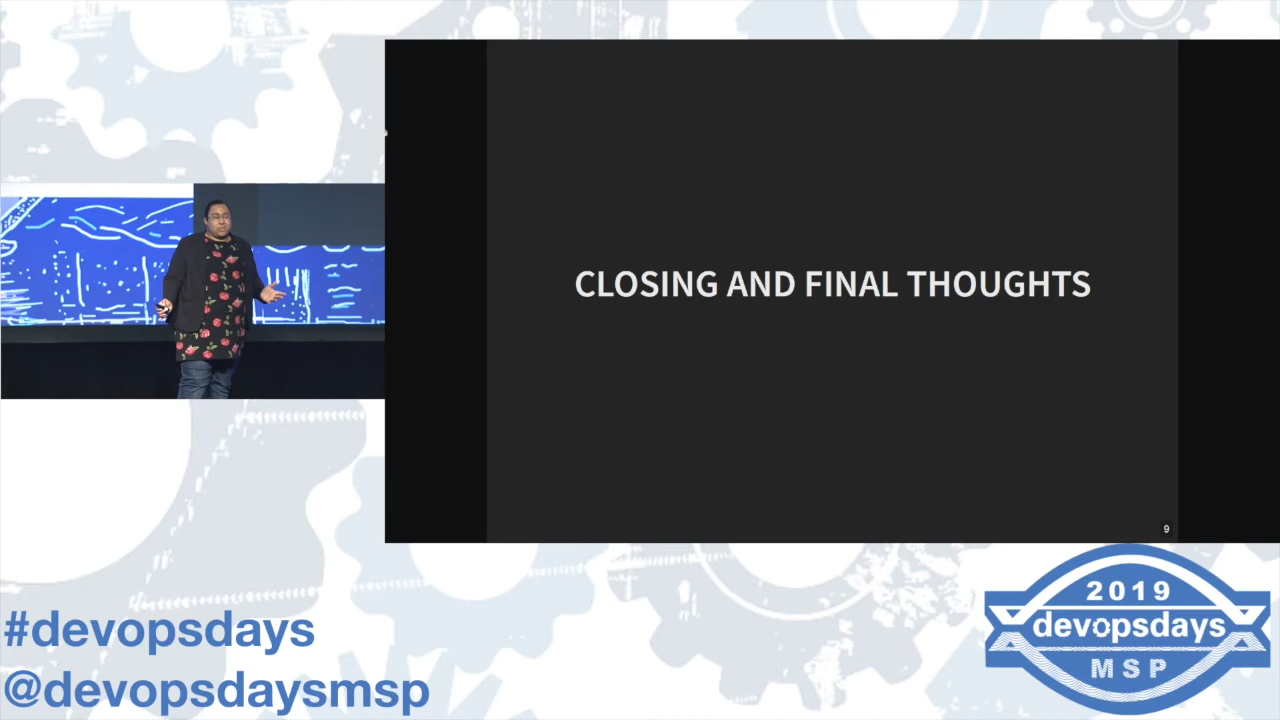 CLOSING AND FINAL THOUGHTS
9
#devopsdays
@devopsdaysmsp
2019
devopsdays
MSP